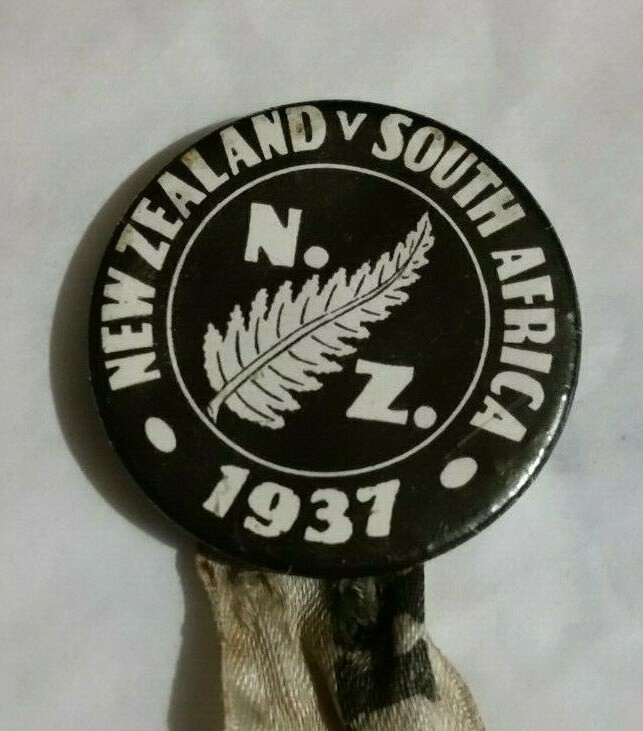 NEW ZEALAND v SOUTH AFRICA
N.
Z.
1937